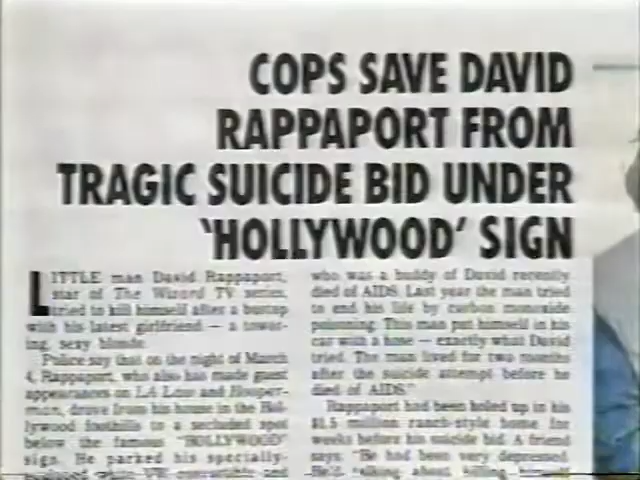 COPS SAVE DAVID
RAPPAPORT FROM
TRAGIC SUICIDE BID UNDER
'HOLLYWOOD' SIGN
LITTLE man David Rappaport,
star of The Wizard TV series,
tried to kill himself after a bustup
with his latest girlfriend — a tower-
ing, sexy blonde.
Police say that on the night of March
4, Rappaport, who also has made guest
appearances on LA Law and Hooper-
man, drove from his house in the Hol-
lywood foothills to a secluded spot
below the famous "HOLLYWOOD"
sign. He parked his specially-
who was a buddy of David recently
died of AIDS. Last year the man tried
to end his life by carbon monoxide
poisoning. This man put himself in his
car with a hose — exactly what David
tried. The man lived for two months
after the suicide attempt before he
died of AIDS."
Rappaport had been holed up in his
$1.5 million ranch-style home for
weeks before his suicide bid. A friend
says: "He had been very depressed.
He'd talking about killing himself